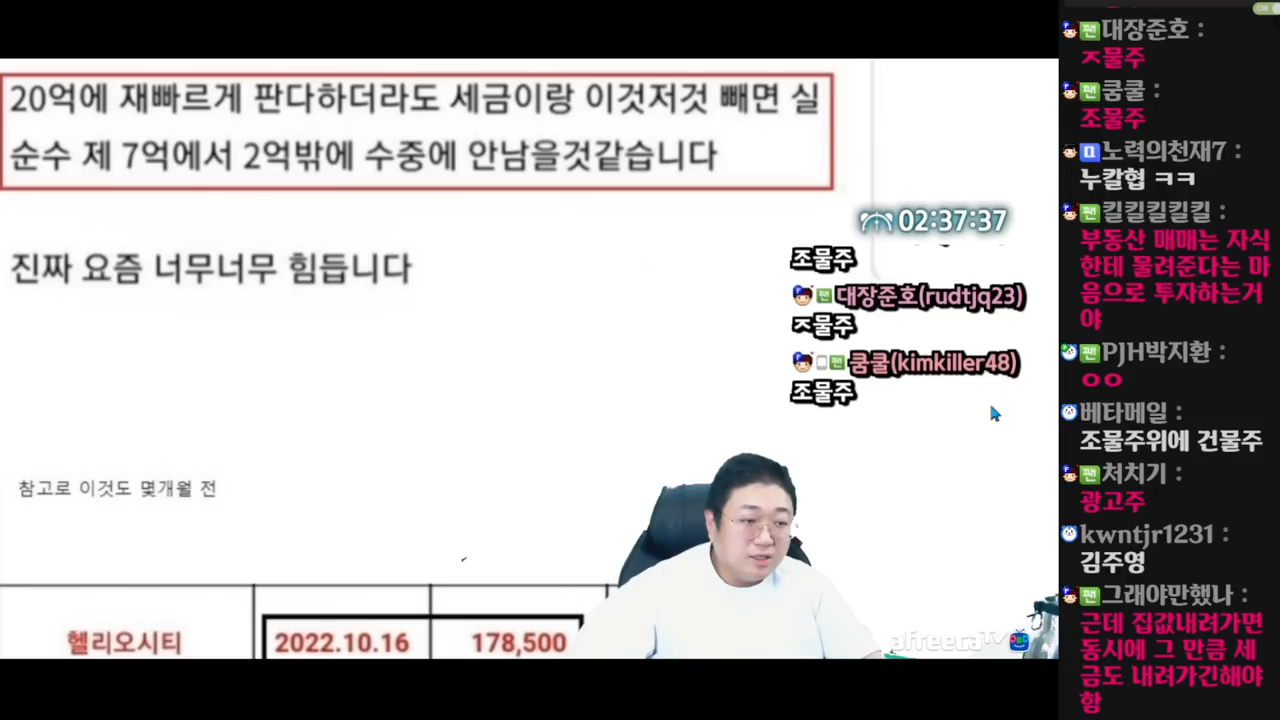 20억에 재빠르게 판다하더라도 세금이랑 이것저것 빼면 실
순수 제 7억에서 2억밖에 수중에 안남을것같습니다
진짜 요즘 너무너무 힘듭니다
참고로 이것도 몇개월 전
헬리오시티 2022.10.16 178,500
02:37:37
조물주
팬 대장준호(rudtjq23)
ㅈ물주
팬 쿰쿨(kimkiller48)
조물주
afreecaTV
팬 대장준호 :
ㅈ물주
팬 쿰쿨 :
조물주
노력의천재7 :
누칼협 ㅋㅋ
팬 킬킬킬킬킬 :
부동산 매매는 자식
한테 물려준다는 마
음으로 투자하는거
야
팬 PJH박지환 :
ㅇㅇ
베타메일 :
조물주위에 건물주
팬 처치기 :
광고주
kwntjr1231 :
김주영
팬 그래야만했나 :
근데 집값내려가면
동시에 그 만큼 세
금도 내려가긴해야
함